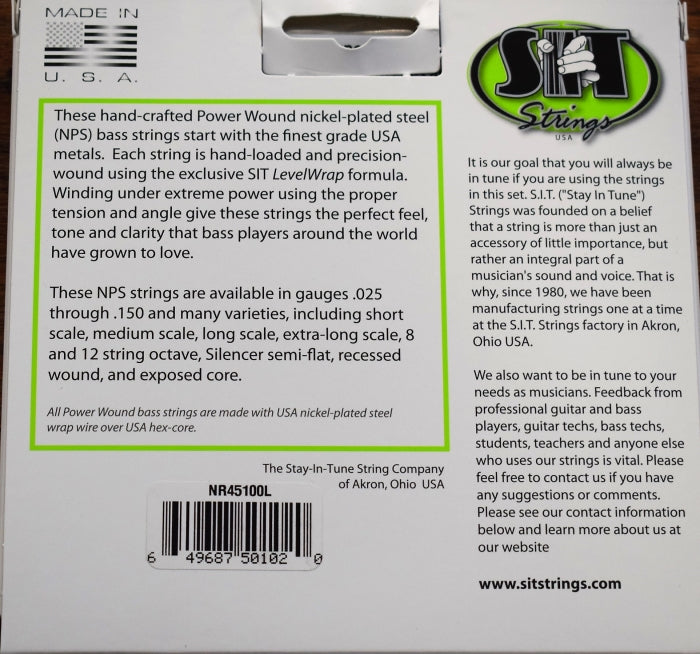 MADE IN
U. S. A.
SIT
Strings
USA
These hand-crafted Power Wound nickel-plated steel
(NPS) bass strings start with the finest grade USA
metals. Each string is hand-loaded and precision-
wound using the exclusive SIT LevelWrap formula.
Winding under extreme power using the proper
tension and angle give these strings the perfect feel,
tone and clarity that bass players around the world
have grown to love.
These NPS strings are available in gauges .025
through .150 and many varieties, including short
scale, medium scale, long scale, extra-long scale, 8
and 12 string octave, Silencer semi-flat, recessed
wound, and exposed core.
All Power Wound bass strings are made with USA nickel-plated steel
wrap wire over USA hex-core.
The Stay-In-Tune String Company
of Akron, Ohio USA
NR45100L
6 49687 50102 0
It is our goal that you will always be
in tune if you are using the strings
in this set. S.I.T. ("Stay In Tune")
Strings was founded on a belief
that a string is more than just an
accessory of little importance, but
rather an integral part of a
musician's sound and voice. That is
why, since 1980, we have been
manufacturing strings one at a time
at the S.I.T. Strings factory in Akron,
Ohio USA.
We also want to be in tune to your
needs as musicians. Feedback from
professional guitar and bass
players, guitar techs, bass techs,
students, teachers and anyone else
who uses our strings is vital. Please
feel free to contact us if you have
any suggestions or comments.
Please see our contact information
below and learn more about us at
our website
www.sitstrings.com